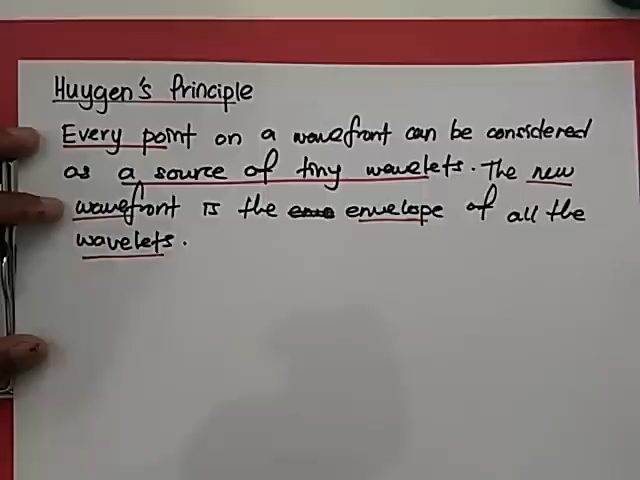 Huygen's Principle
Every point on a wavefront can be considered
as a source of tiny wavelets. The new
wavefront is the envelope of all the
wavelets.